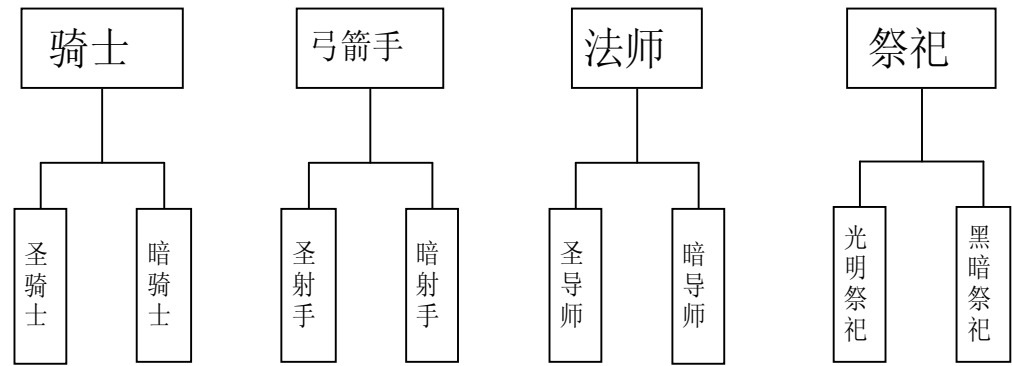 骑士
弓箭手
法师
祭祀
圣骑士
暗骑士
圣射手
暗射手
圣导师
暗导师
光明祭祀
黑暗祭祀